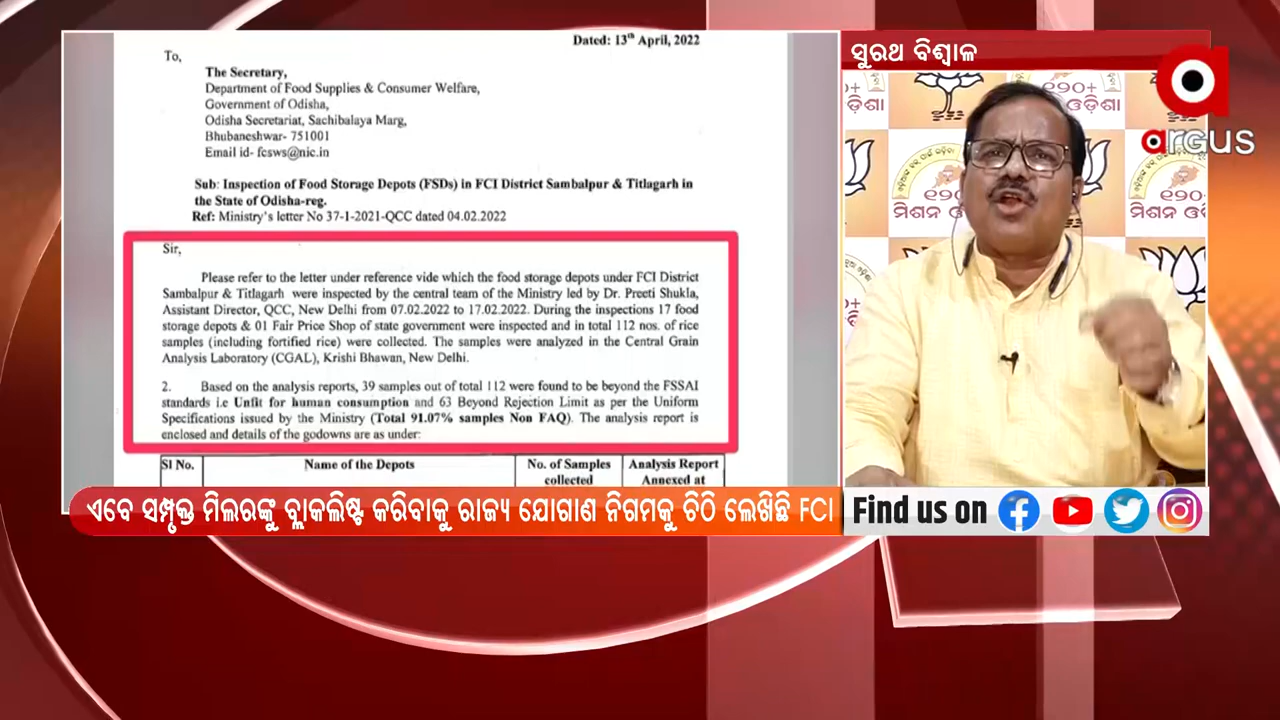 Dated: 13th April, 2022
To,
The Secretary,
Department of Food Supplies & Consumer Welfare,
Government of Odisha,
Odisha Secretariat, Sachibalaya Marg,
Bhubaneshwar- 751001
Email id- fcsws@nic.in
Sub: Inspection of Food Storage Depots (FSDs) in FCI District Sambalpur & Titlagarh in
the State of Odisha-reg.
Ref: Ministry's letter No 37-1-2021-QCC dated 04.02.2022
Sir,
Please refer to the letter under reference vide which the food storage depots under FCI District
Sambalpur & Titlagarh were inspected by the central team of the Ministry led by Dr. Preeti Shukla,
Assistant Director, QCC, New Delhi from 07.02.2022 to 17.02.2022. During the inspections 17 food
storage depots & 01 Fair Price Shop of state government were inspected and in total 112 nos. of rice
samples (including fortified rice) were collected. The samples were analyzed in the Central Grain
Analysis Laboratory (CGAL), Krishi Bhawan, New Delhi.
2. Based on the analysis reports, 39 samples out of total 112 were found to be beyond the FSSAI
standards i.e Unfit for human consumption and 63 Beyond Rejection Limit as per the Uniform
Specifications issued by the Ministry (Total 91.07% samples Non FAQ). The analysis report is
enclosed and details of the godowns are as under:
Sl No. Name of the Depots No. of Samples Analysis Report
collected Annexed at
ଏବେ ସମ୍ପୃକ୍ତ ମିଲରଙ୍କୁ ବ୍ଲାକଲିଷ୍ଟ କରିବାକୁ ରାଜ୍ୟ ଯୋଗାଣ ନିଗମକୁ ଚିଠି ଲେଖିଛି FCI
ସୁରଥ ବିଶ୍ୱାଳ
argus
୧୨୦+
ଓଡ଼ିଶା
୧୨୦+
ମିଶନ ଓଡ଼ି
୧୨୦+
ମିଶନ ଓଡ଼ି
Find us on